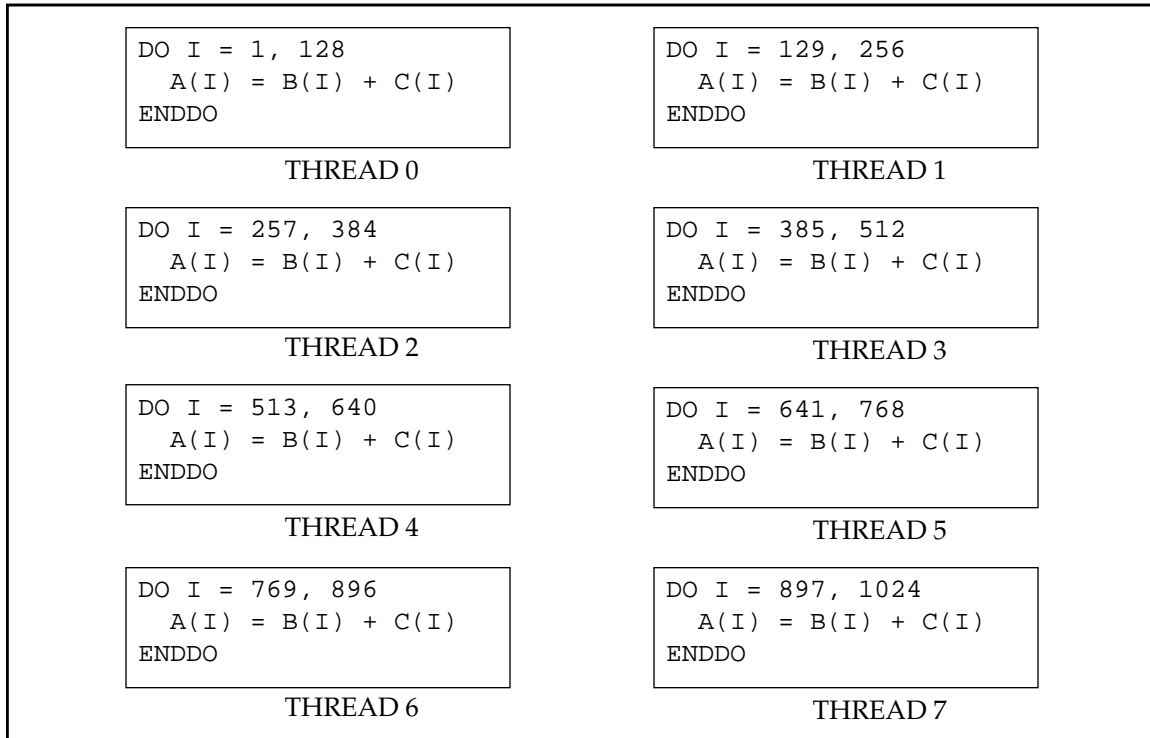 DO I = 1, 128
A(I) = B(I) + C(I)
ENDDO
THREAD 0
DO I = 129, 256
A(I) = B(I) + C(I)
ENDDO
THREAD 1
DO I = 257, 384
A(I) = B(I) + C(I)
ENDDO
THREAD 2
DO I = 385, 512
A(I) = B(I) + C(I)
ENDDO
THREAD 3
DO I = 513, 640
A(I) = B(I) + C(I)
ENDDO
THREAD 4
DO I = 641, 768
A(I) = B(I) + C(I)
ENDDO
THREAD 5
DO I = 769, 896
A(I) = B(I) + C(I)
ENDDO
THREAD 6
DO I = 897, 1024
A(I) = B(I) + C(I)
ENDDO
THREAD 7